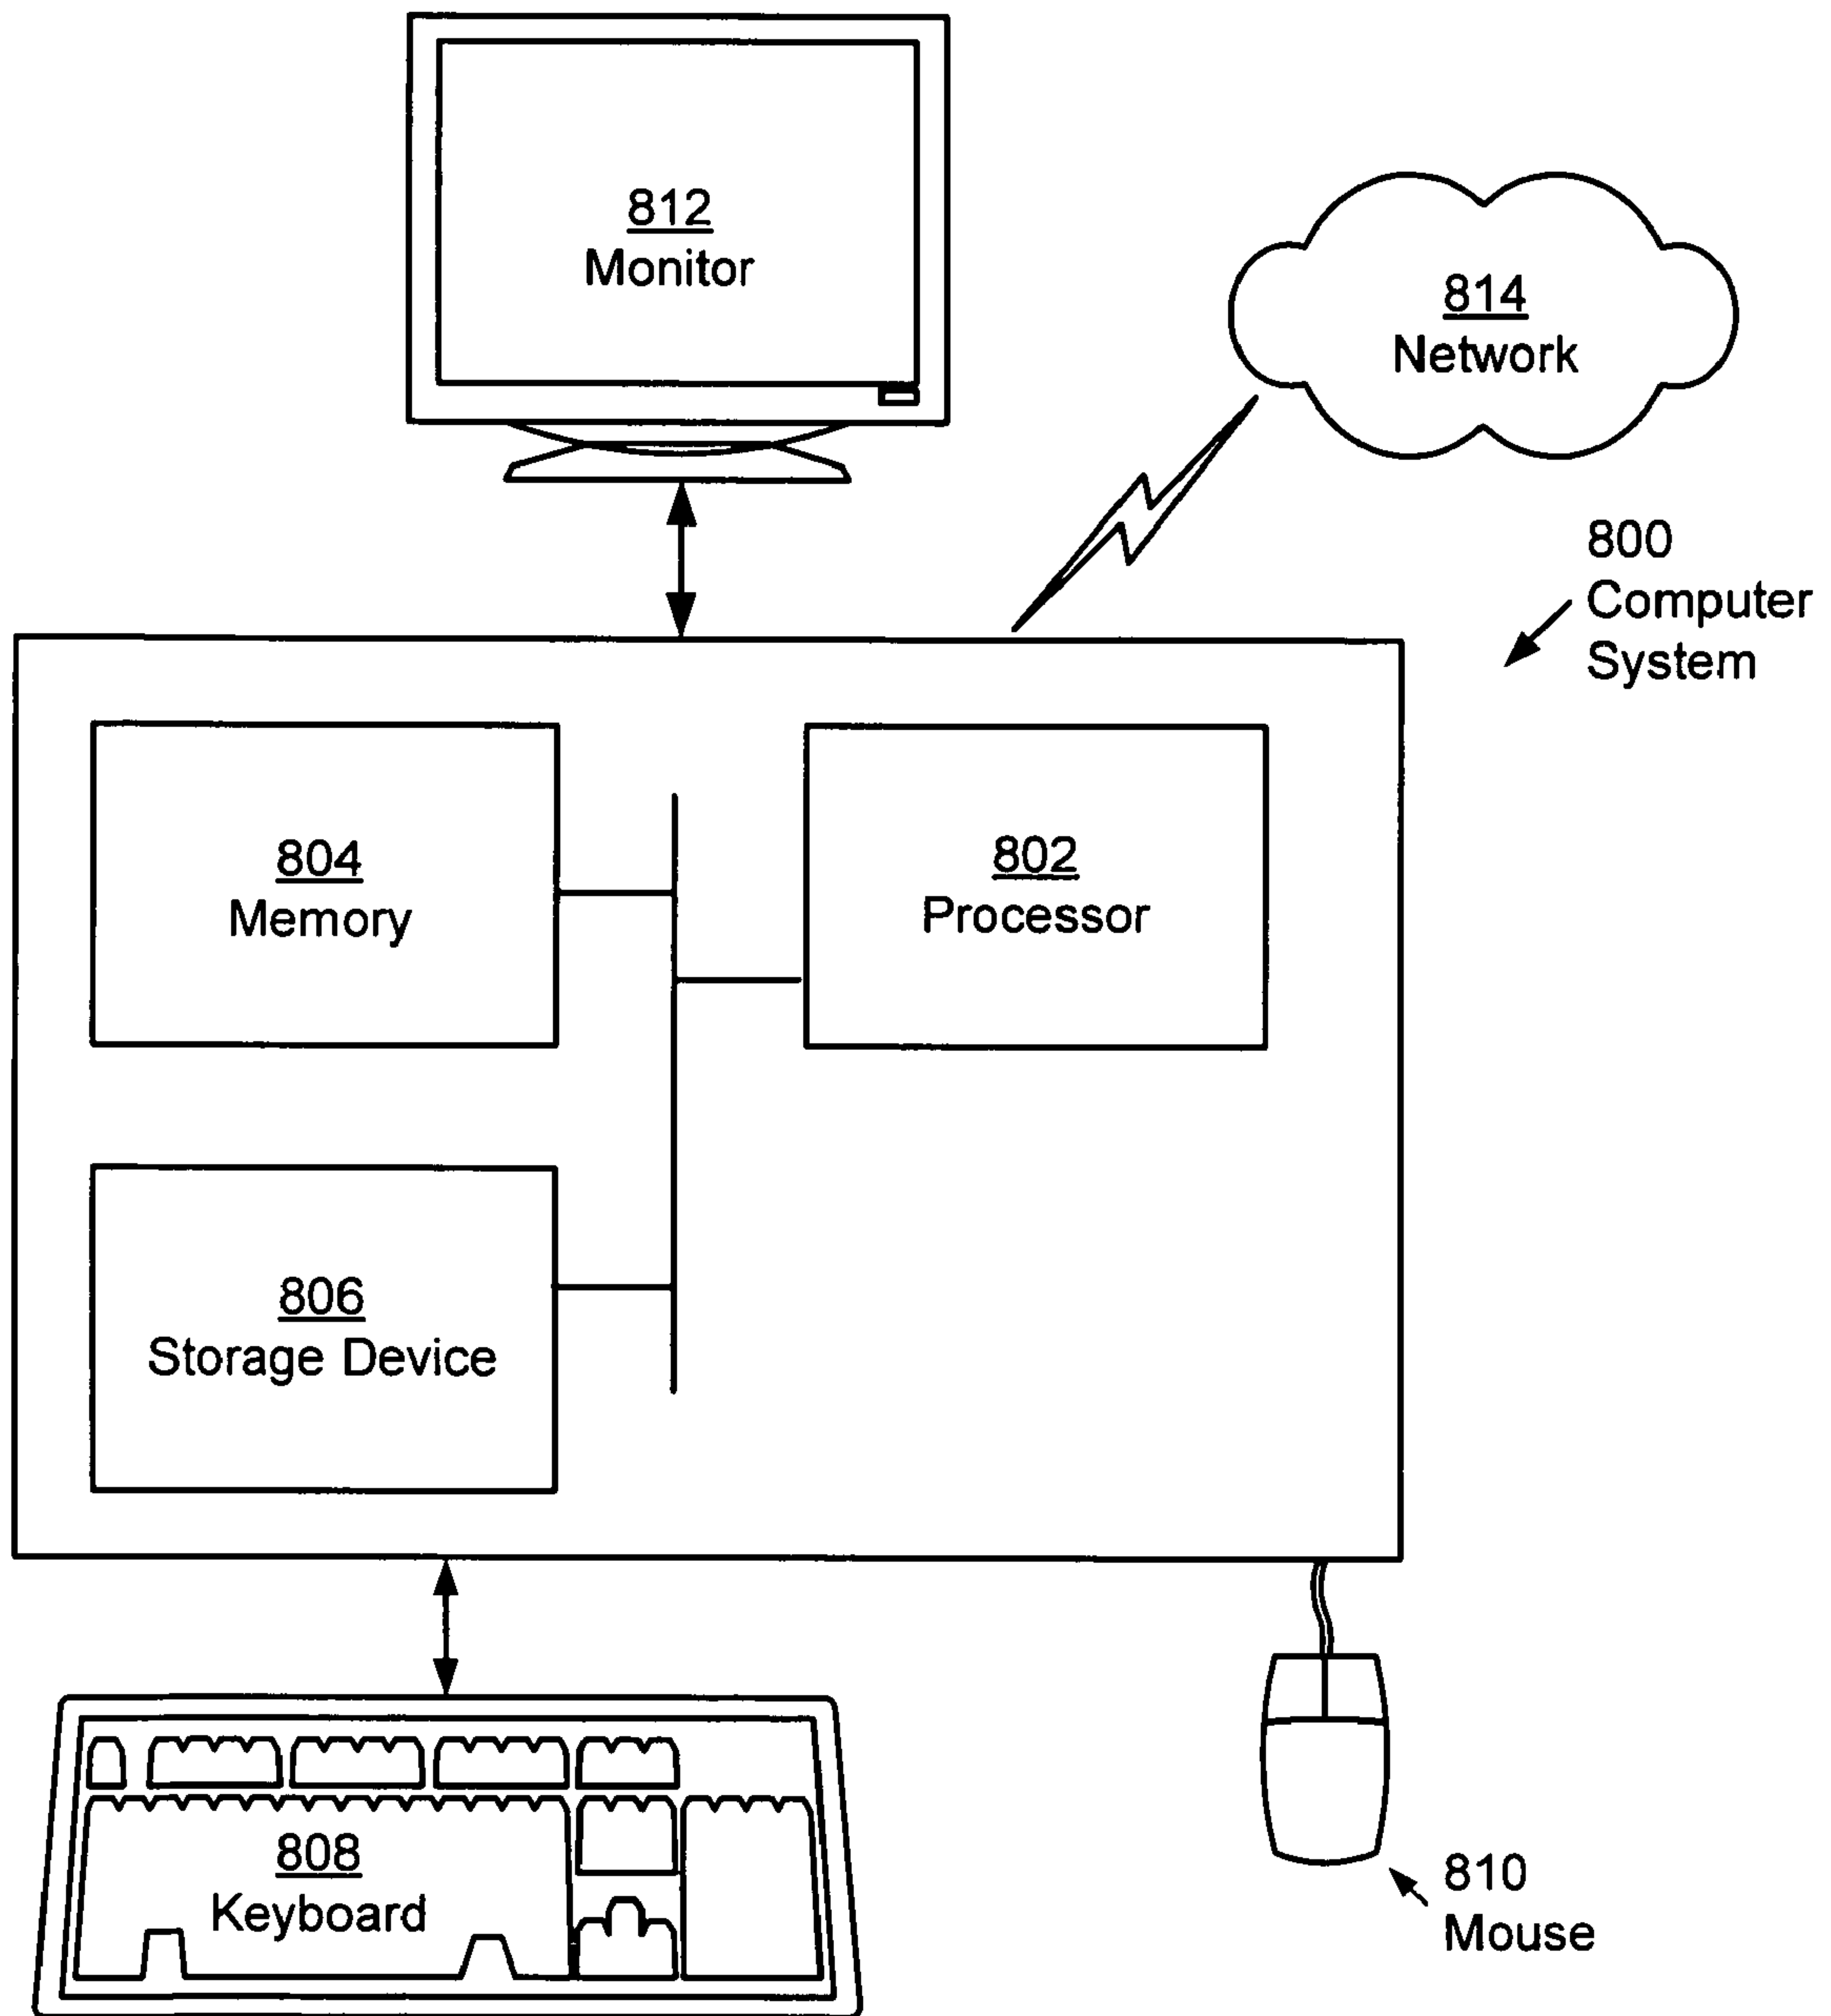 812
Monitor
814
Network
800
Computer
System
804
Memory
802
Processor
806
Storage Device
808
Keyboard
810
Mouse